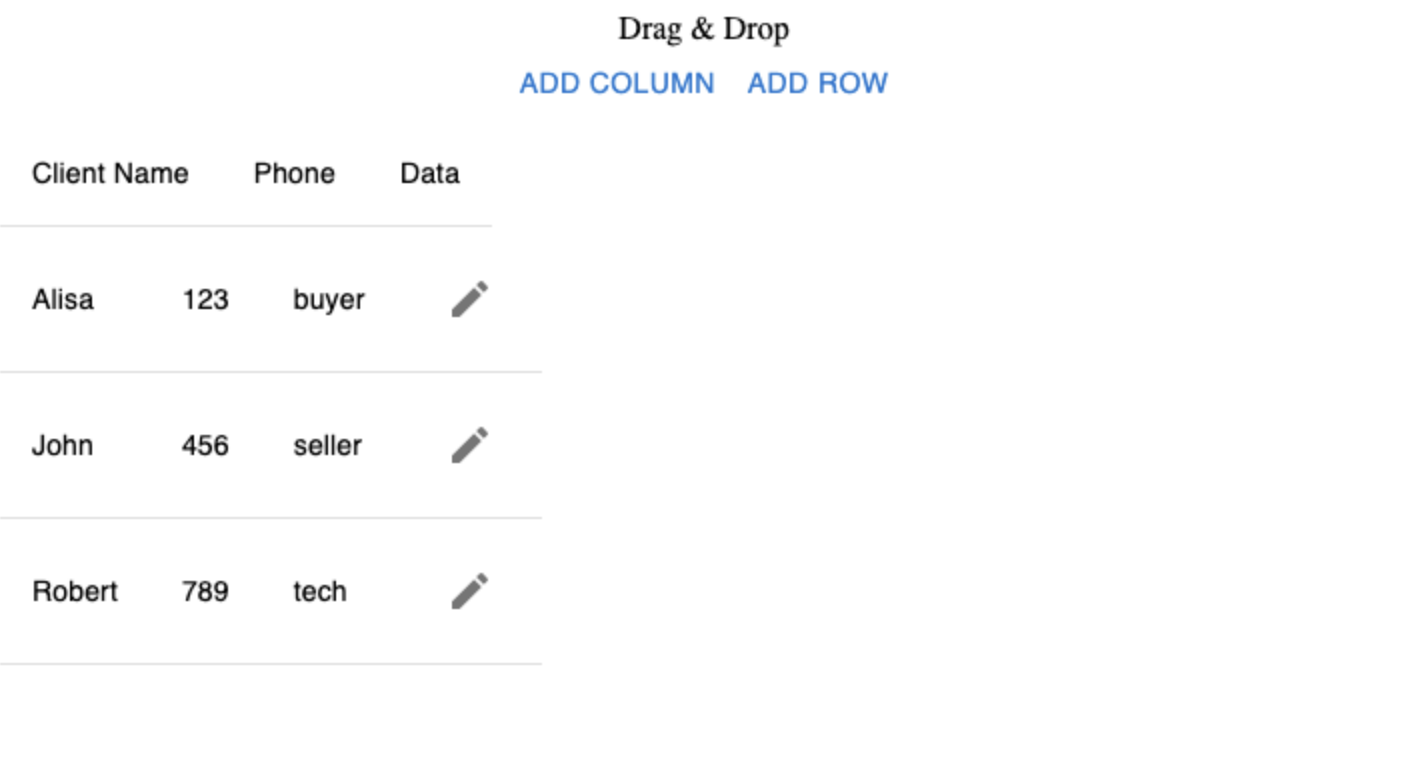 Drag & Drop
ADD COLUMN ADD ROW
Client Name Phone Data
Alisa 123 buyer
John 456 seller
Robert 789 tech